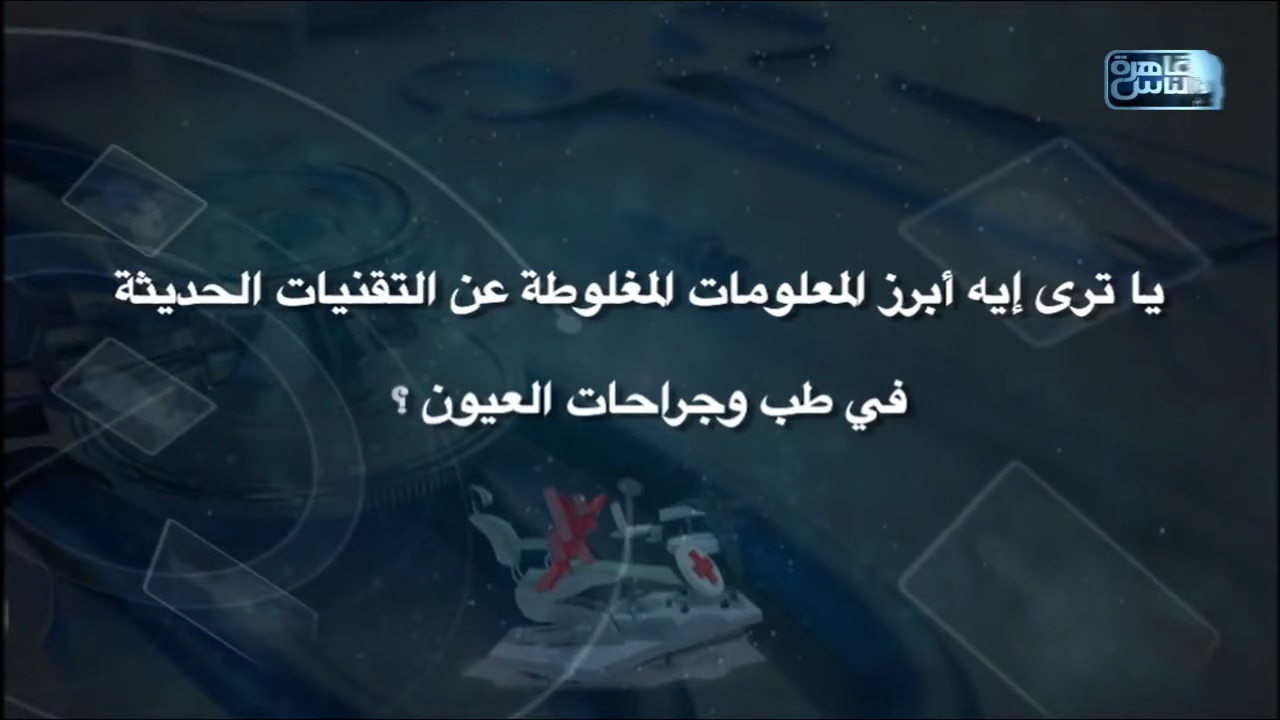 القاهرة
والناس
يا ترى إيه أبرز المعلومات المغلوطة عن التقنيات الحديثة
في طب وجراحات العيون ؟